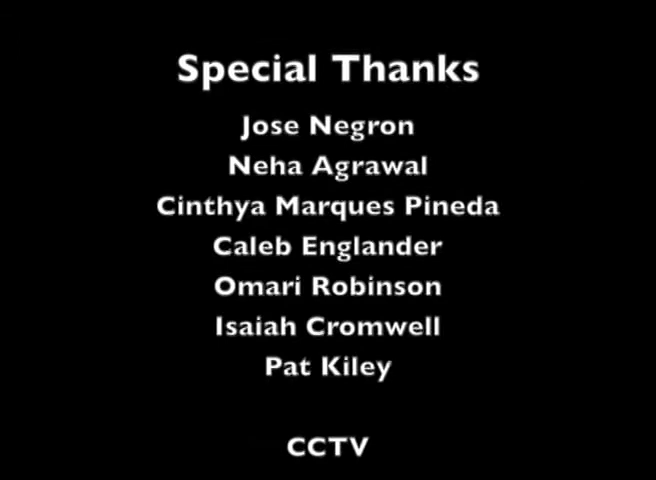 Special Thanks
Jose Negron
Neha Agrawal
Cinthya Marques Pineda
Caleb Englander
Omari Robinson
Isaiah Cromwell
Pat Kiley
CCTV